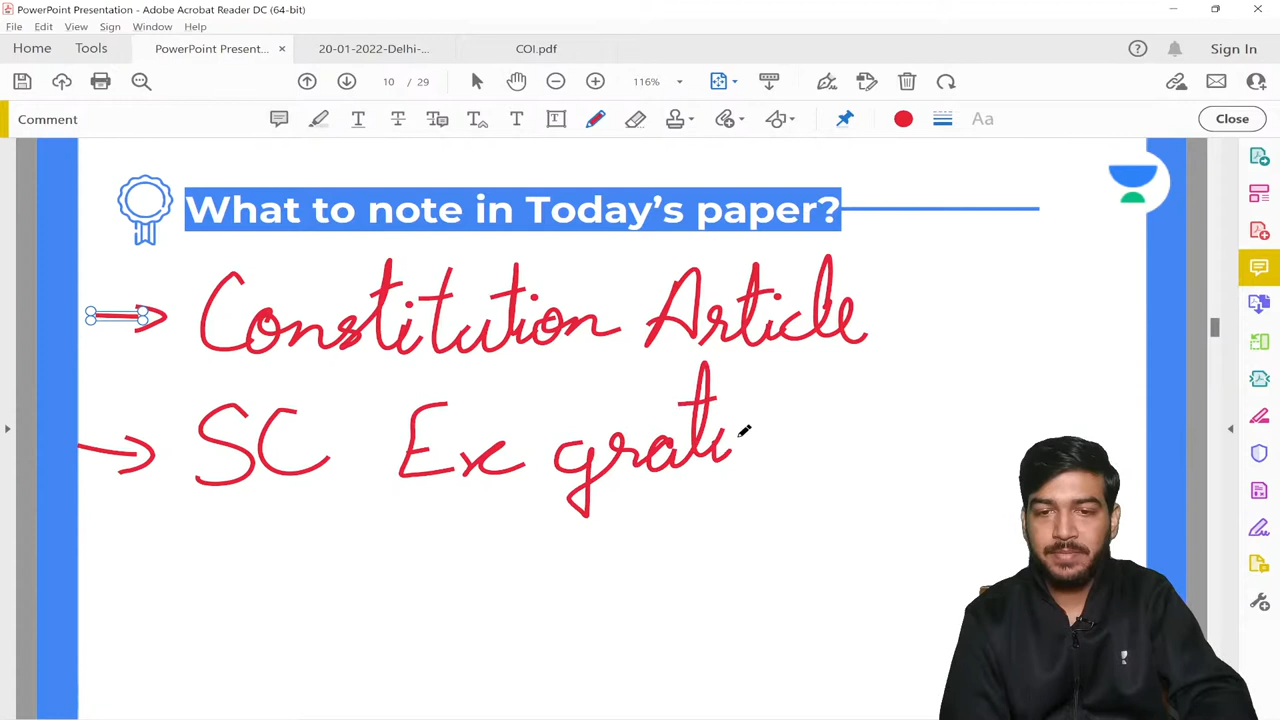 PowerPoint Presentation - Adobe Acrobat Reader DC (64-bit)
File Edit View Sign Window Help
Home Tools PowerPoint Present... × 20-01-2022-Delhi-... COI.pdf Sign In
10 / 29 116%
Comment Aa Close
What to note in Today's paper?
Constitution Article
SC Ex grati